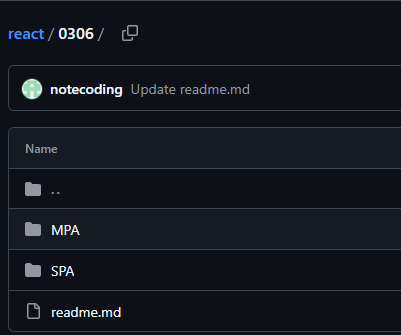 react / 0306 /
notecoding Update readme.md
Name
..
MPA
SPA
readme.md